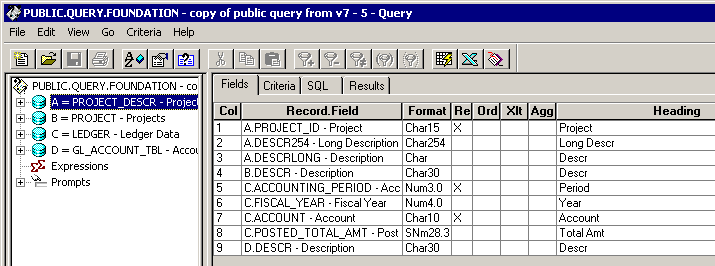 PUBLIC.QUERY.FOUNDATION - copy of public query from v7 - 5 - Query
File Edit View Go Criteria Help
PUBLIC.QUERY.FOUNDATION - co
A = PROJECT_DESCR - Projec
B = PROJECT - Projects
C = LEDGER - Ledger Data
D = GL_ACCOUNT_TBL - Accou
Expressions
Prompts
Fields Criteria SQL Results
Col Record.Field Format Re Ord Xlt Agg Heading
1 A.PROJECT_ID - Project Char15 X Project
2 A.DESCR254 - Long Description Char254 Long Descr
3 A.DESCRLONG - Description Char Descr
4 B.DESCR - Description Char30 Descr
5 C.ACCOUNTING_PERIOD - Acc Num3.0 X Period
6 C.FISCAL_YEAR - Fiscal Year Num4.0 Year
7 C.ACCOUNT - Account Char10 X Account
8 C.POSTED_TOTAL_AMT - Post SNm28.3 Total Amt
9 D.DESCR - Description Char30 Descr